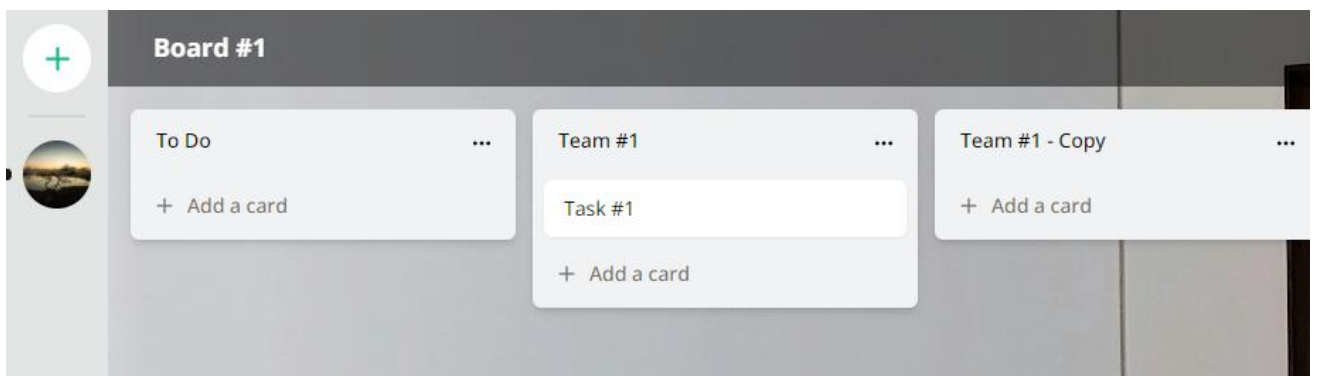 Board #1
To Do
Add a card
Team #1
Task #1
Add a card
Team #1 - Copy
Add a card